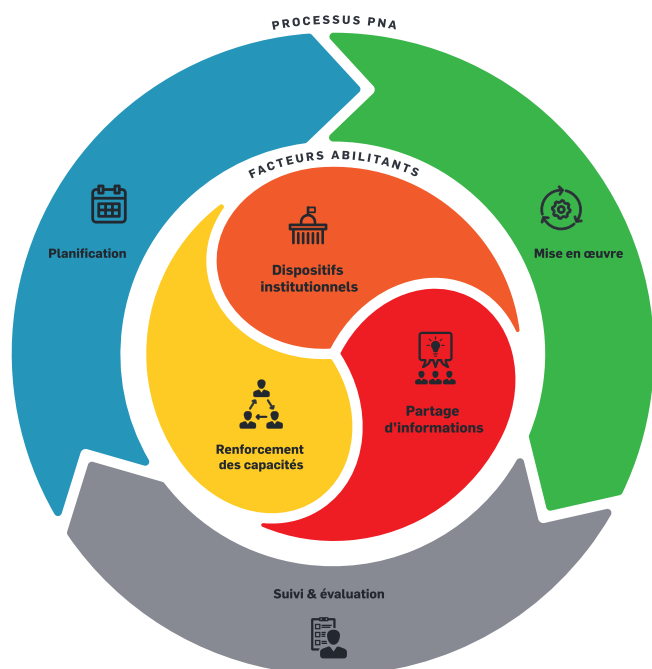 PROCESSUS PNA
FACTEURS ABILITANTS
Planification
Mise en œuvre
Dispositifs
institutionnels
Partage
d'informations
Renforcement
des capacités
Suivi & évaluation